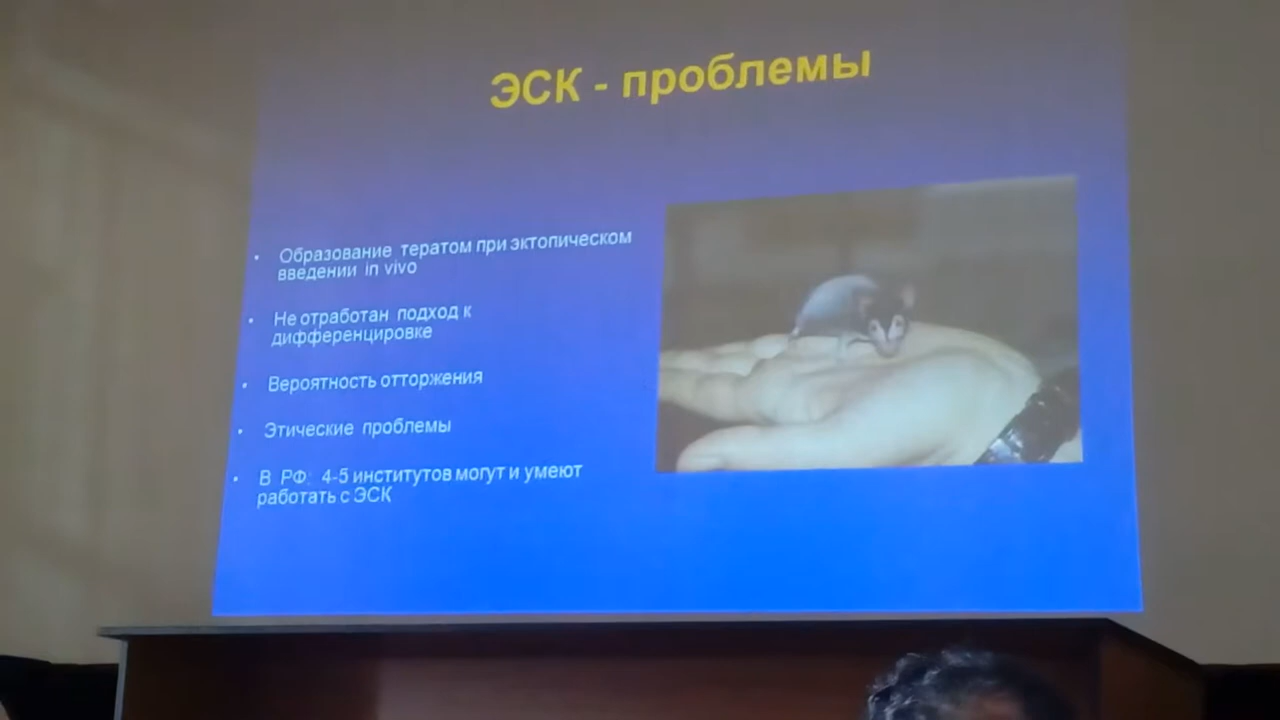 ЭСК - проблемы
• Образование тератом при эктопическом
введении in vivo
• Не отработан подход к
дифференцировке
• Вероятность отторжения
• Этические проблемы
• В РФ: 4-5 институтов могут и умеют
работать с ЭСК